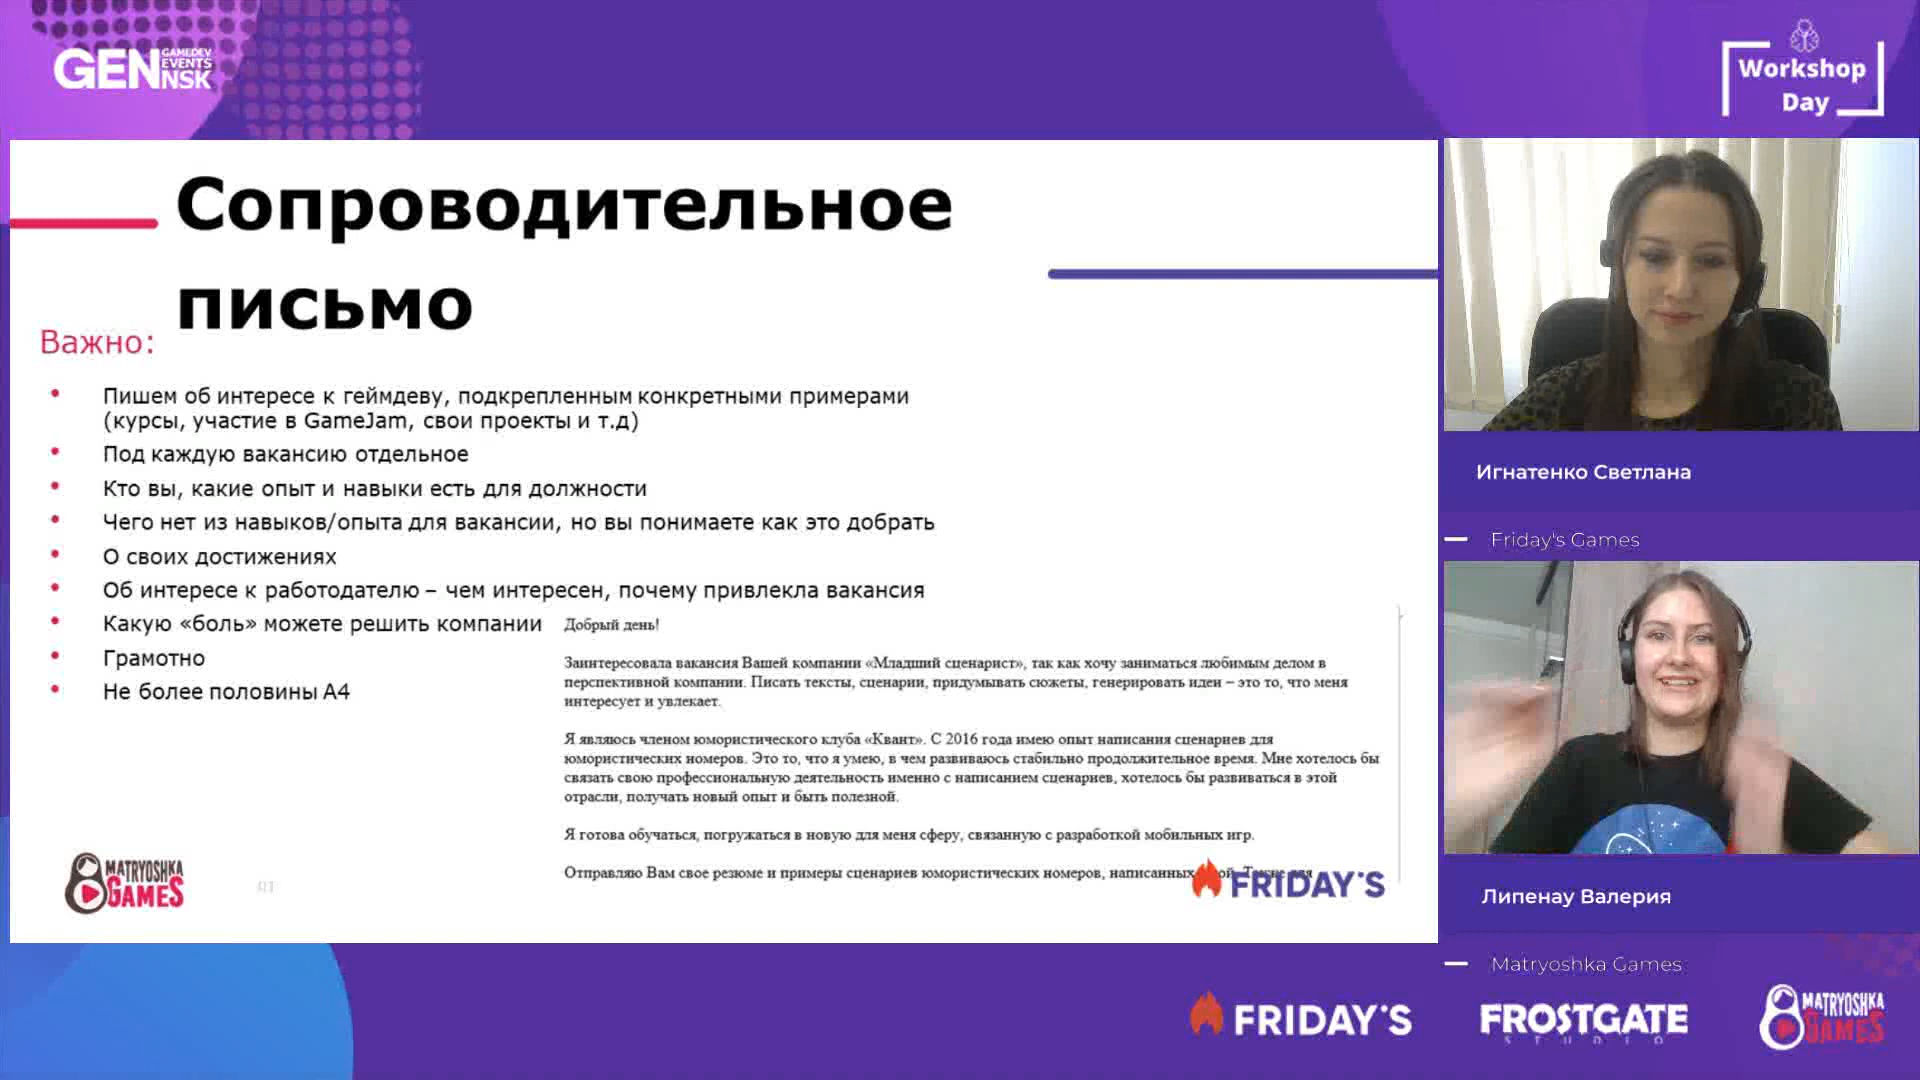 GEN GAMEDEV EVENTS NSK
Workshop
Day
Сопроводительное
письмо
Важно:
Пишем об интересе к геймдеву, подкрепленным конкретными примерами
(курсы, участие в GameJam, свои проекты и т.д)
Под каждую вакансию отдельное
Кто вы, какие опыт и навыки есть для должности
Чего нет из навыков/опыта для вакансии, но вы понимаете как это добрать
О своих достижениях
Об интересе к работодателю – чем интересен, почему привлекла вакансия
Какую «боль» можете решить компании
Грамотно
Не более половины А4
Добрый день!
Заинтересовала вакансия Вашей компании «Младший сценарист», так как хочу заниматься любимым делом в
перспективной компании. Писать тексты, сценарии, придумывать сюжеты, генерировать идеи – это то, что меня
интересует и увлекает.
Я являюсь членом юмористического клуба «Квант». С 2016 года имею опыт написания сценариев для
юмористических номеров. Это то, что я умею, в чем развиваюсь стабильно продолжительное время. Мне хотелось бы
связать свою профессиональную деятельность именно с написанием сценариев, хотелось бы развиваться в этой
отрасли, получать новый опыт и быть полезной.
Я готова обучаться, погружаться в новую для меня сферу, связанную с разработкой мобильных игр.
Отправляю Вам свое резюме и примеры сценариев юмористических номеров, написанных
MATRYOSHKA
GAMES
FRIDAY'S
Игнатенко Светлана
Friday's Games
Липенау Валерия
Matryoshka Games
FRIDAY'S
FROSTGATE
STUDIO
MATRYOSHKA
GAMES